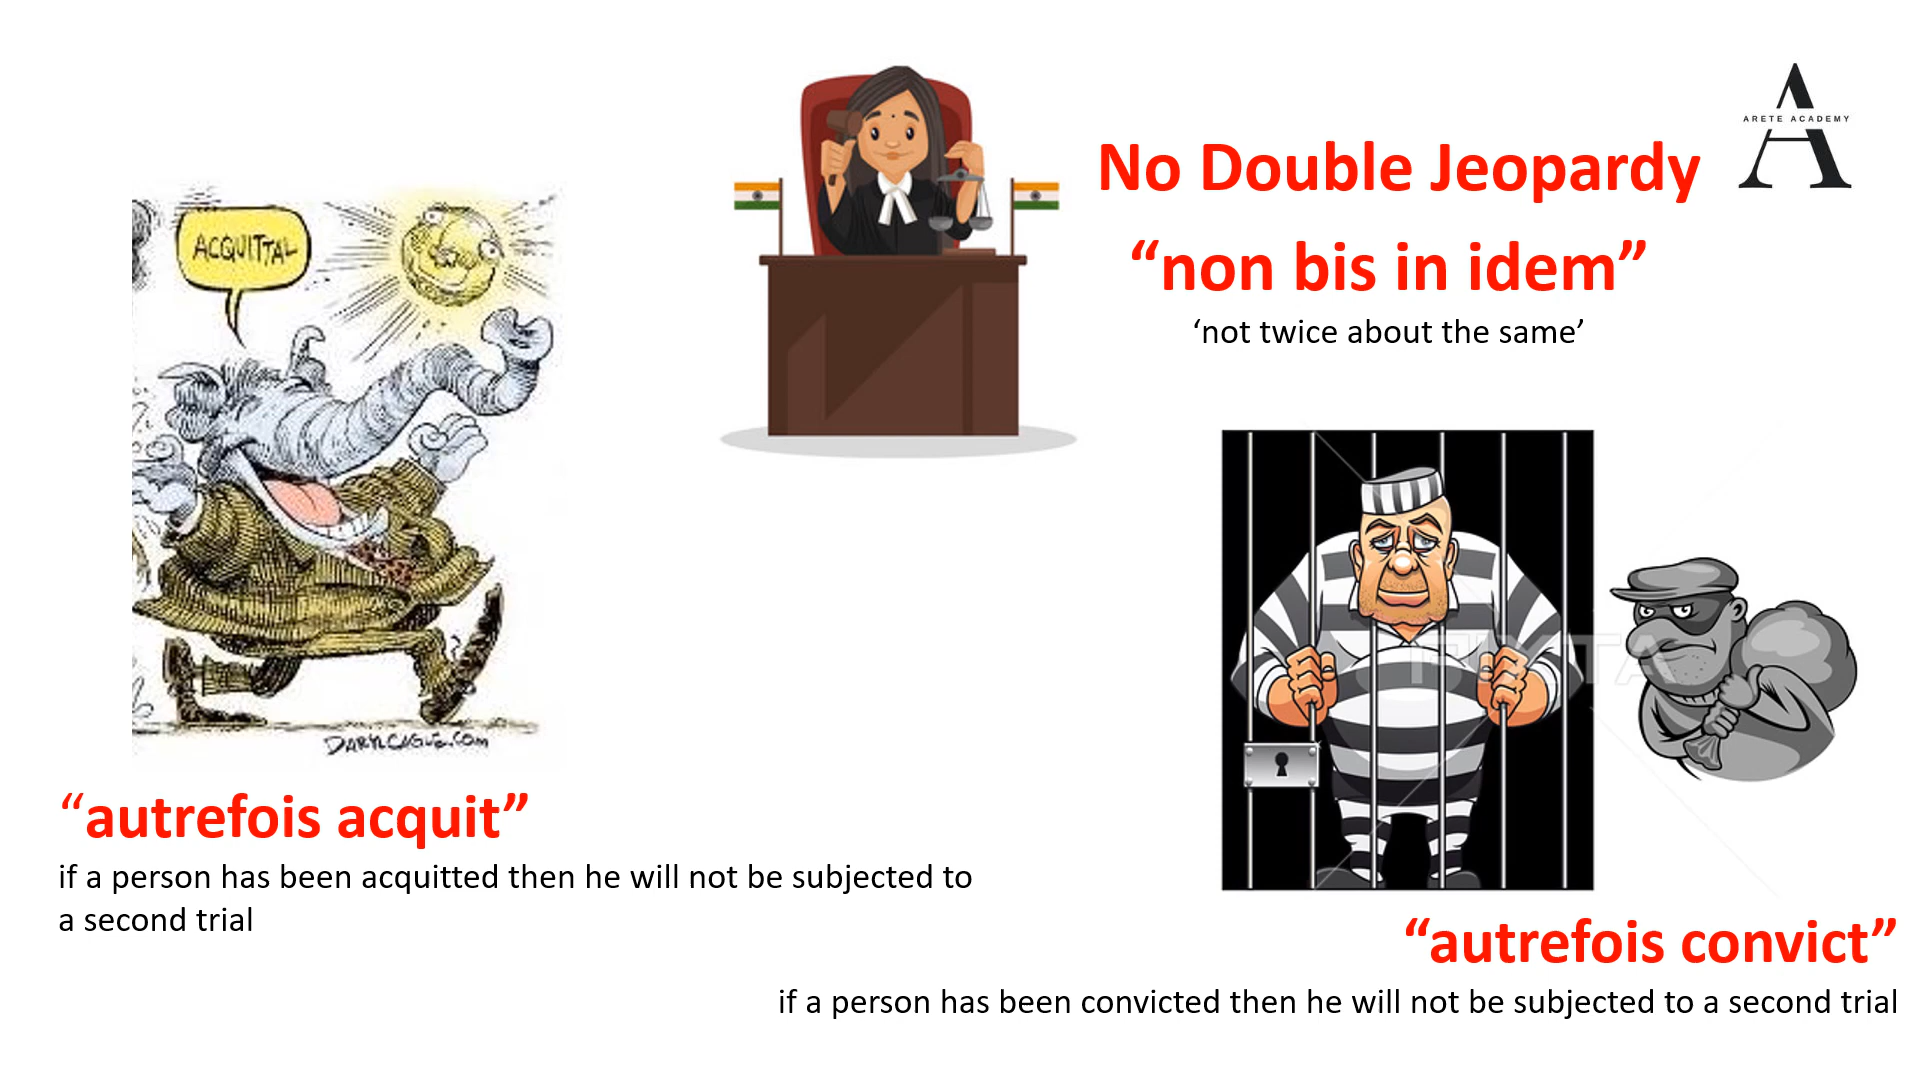 ARETE ACADEMY
No Double Jeopardy
“non bis in idem”
‘not twice about the same’
ACQUITTAL
DARYLCAGLE.COM
“autrefois acquit”
if a person has been acquitted then he will not be subjected to
a second trial
“autrefois convict”
if a person has been convicted then he will not be subjected to a second trial